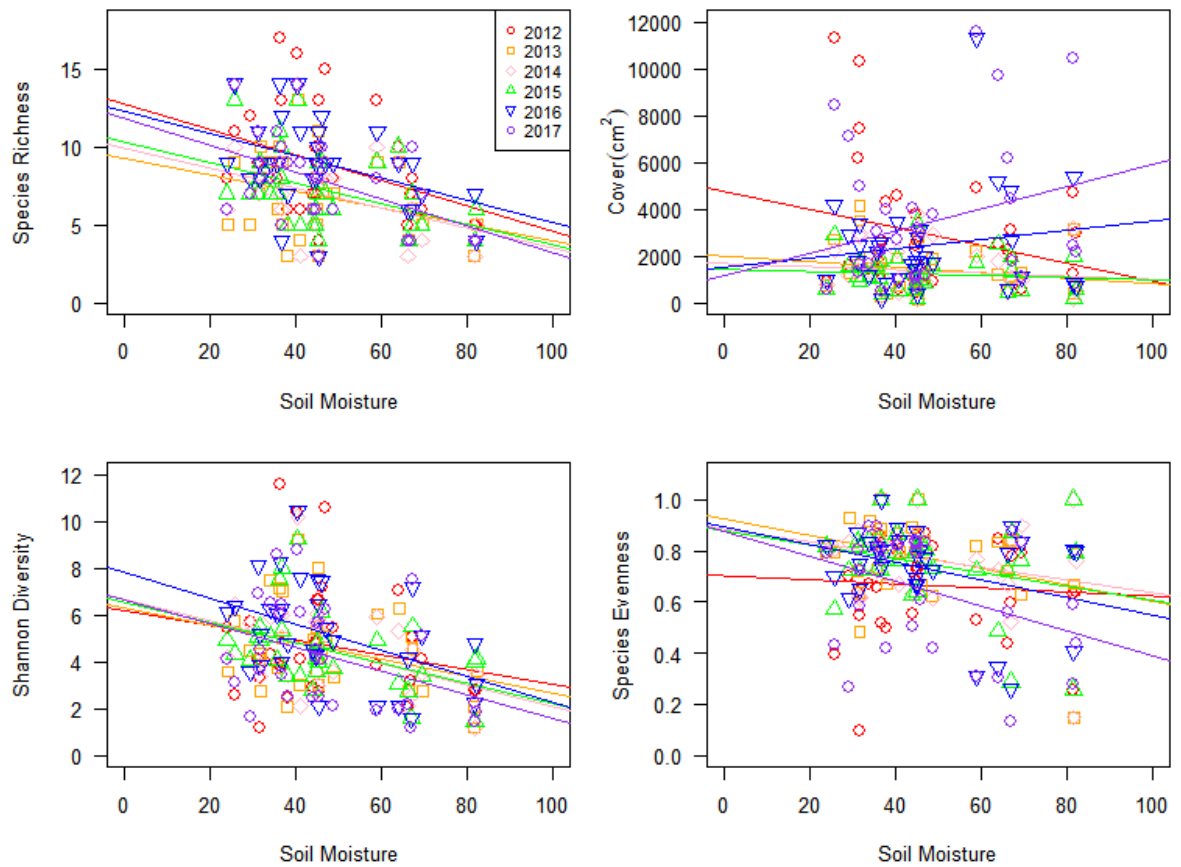 2012
2013
2014
2015
2016
2017
Species Richness
15
10
5
0
0 20 40 60 80 100
Soil Moisture
Cover(cm²)
12000
10000
8000
6000
4000
2000
0
0 20 40 60 80 100
Soil Moisture
Shannon Diversity
12
10
8
6
4
2
0
0 20 40 60 80 100
Soil Moisture
Species Evenness
1.0
0.8
0.6
0.4
0.2
0.0
0 20 40 60 80 100
Soil Moisture